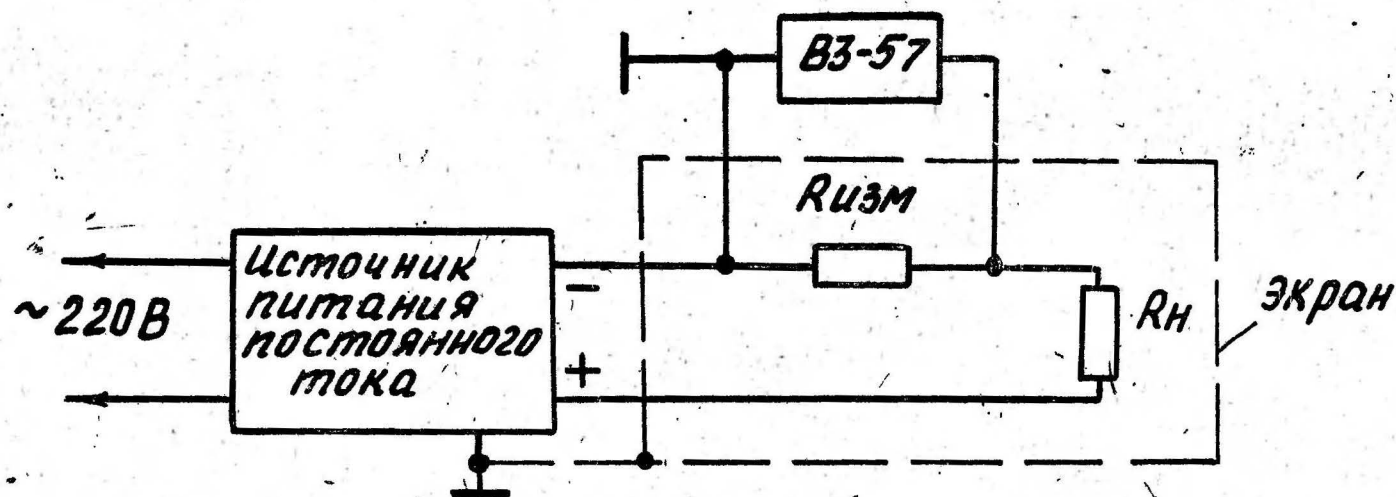 В3-57
Rизм
Источник
питания
постоянного
тока
-
+
~220В
Rн
экран